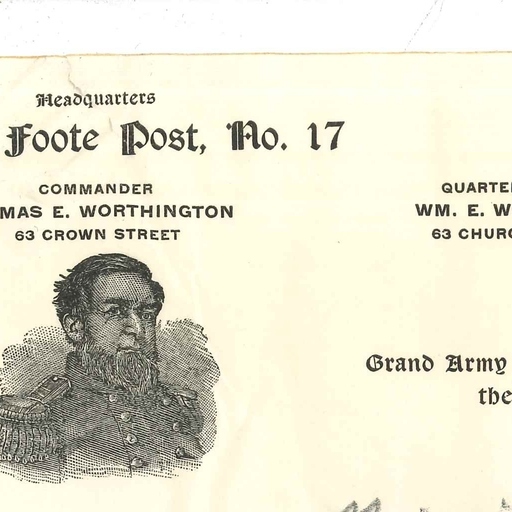 Headquarters
Foote Post, No. 17
COMMANDER
MAS E. WORTHINGTON
63 CROWN STREET
QUARTE
WM. E. W
63 CHURC
Grand Army
the